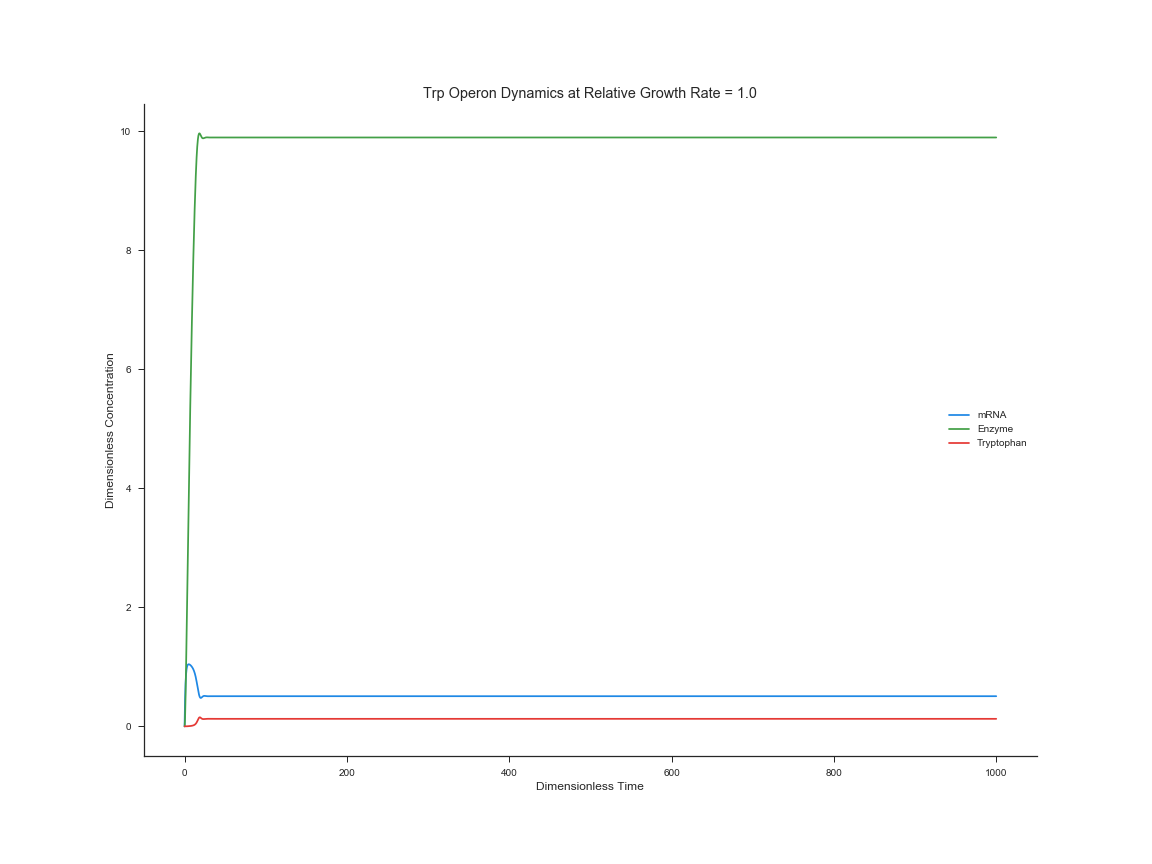 Trp Operon Dynamics at Relative Growth Rate = 1.0
10
8
6
4
2
0
Dimensionless Concentration
mRNA
Enzyme
Tryptophan
0 200 400 600 800 1000
Dimensionless Time